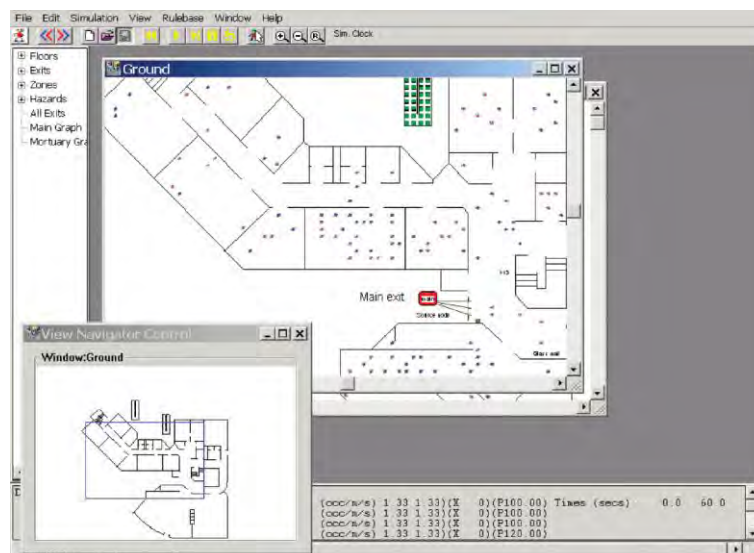 File Edit Simulation View Rulebase Window Help
Sim. Clock
Floors
Exits
Zones
Hazards
All Exits
Main Graph
Mortuary Gra
Ground
Main exit
View Navigator Control
Window:Ground
(occ/m/s) 1.33 1.33)(X 0)(P100.00) Times (secs) 0.0 60.0
(occ/m/s) 1.33 1.33)(X 0)(P100.00)
(occ/m/s) 1.33 1.33)(X 0)(P100.00)
(occ/m/s) 1.33 1.33)(X 0)(P120.00)